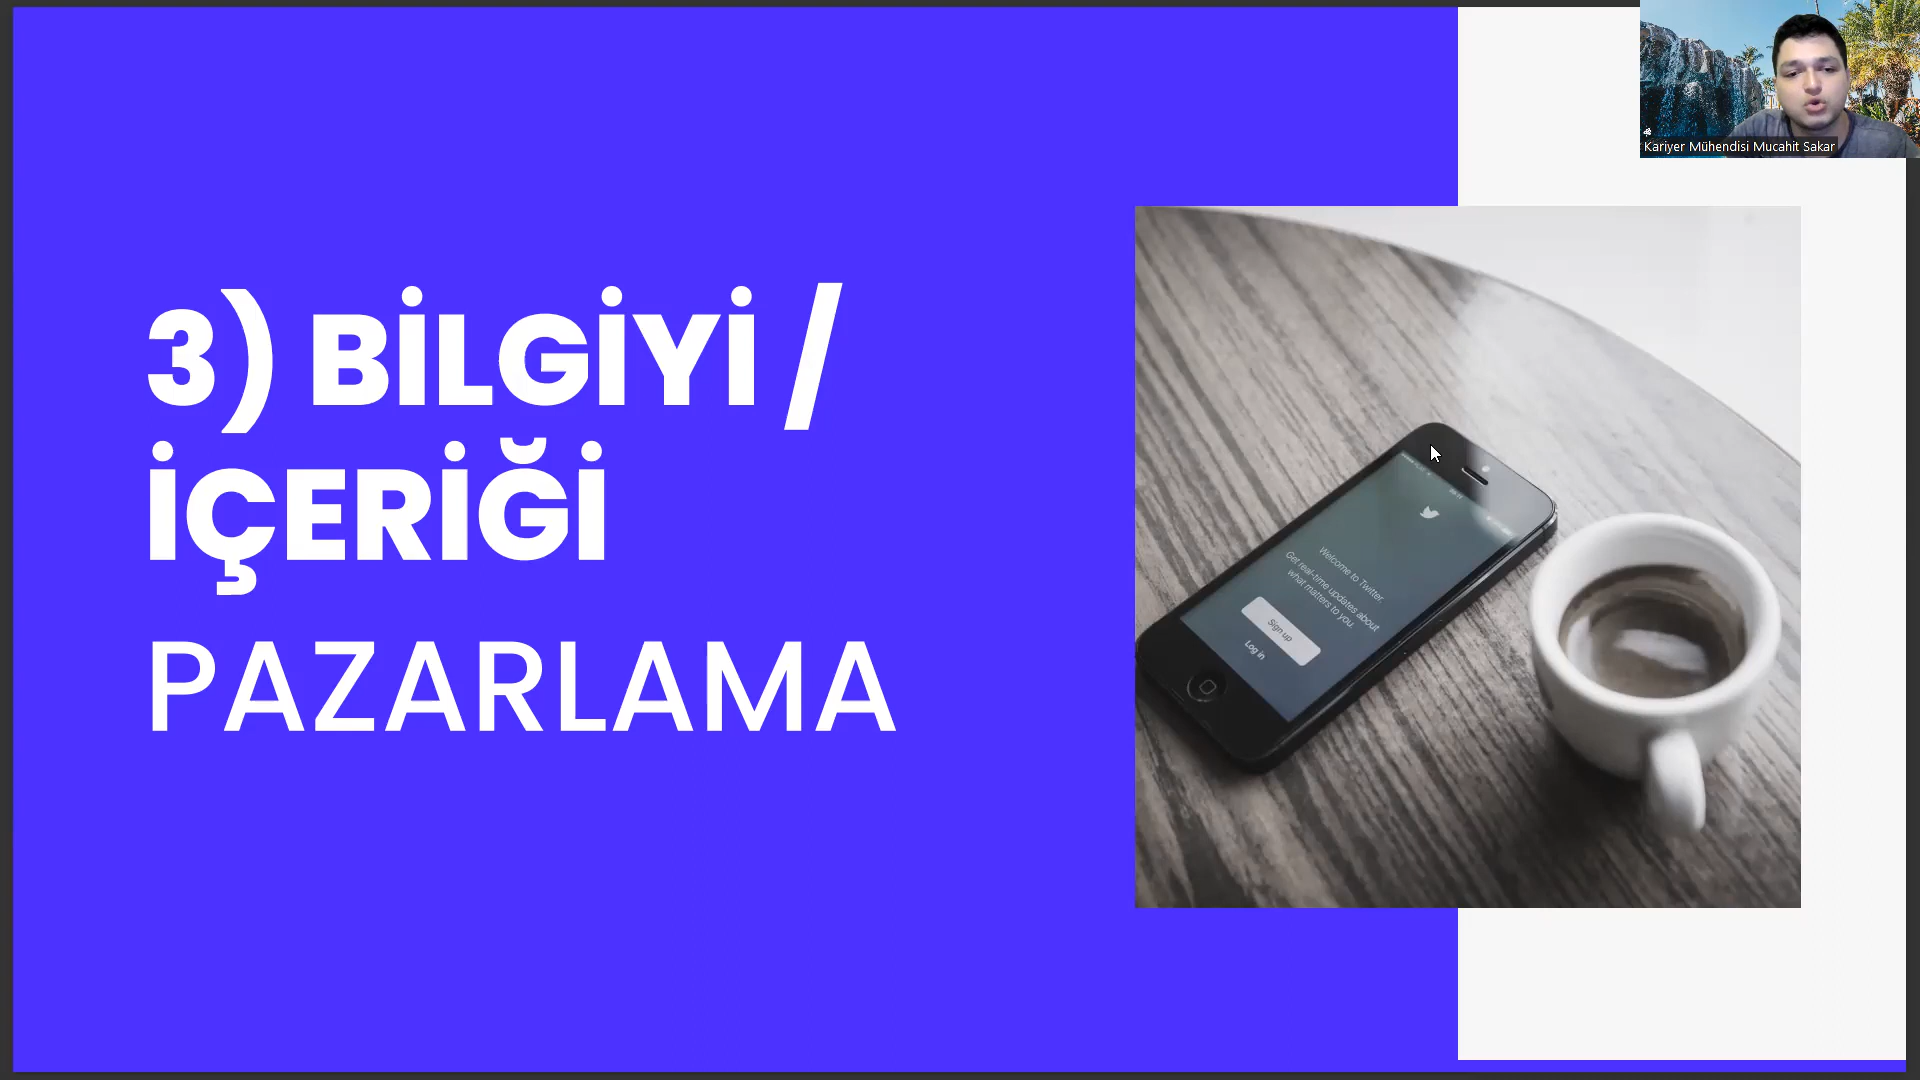 3) BİLGİYİ /
İÇERİĞİ
PAZARLAMA
Kariyer Mühendisi Mucahit Sakar
Welcome to Twitter.
Get real-time updates about
what matters to you.
Sign up
Log in